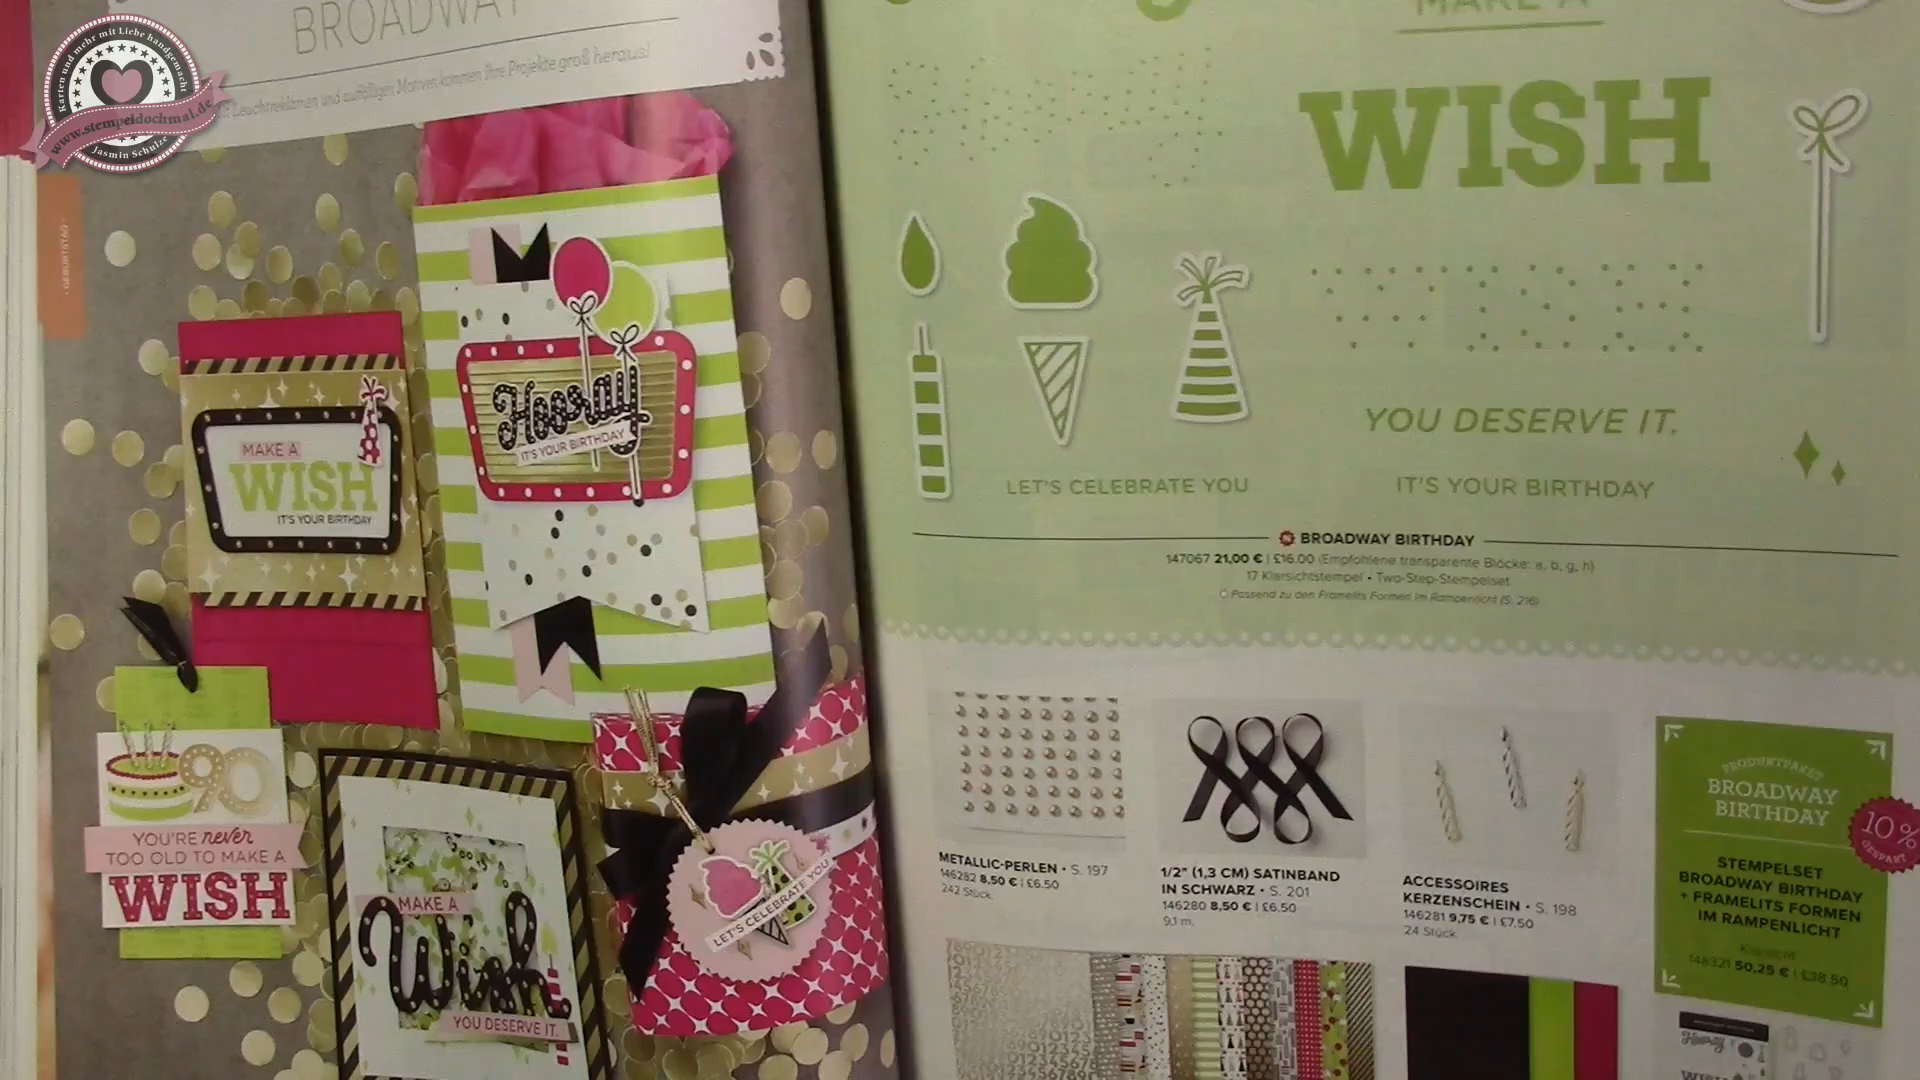 Karten und mehr mit Liebe handgemacht
www.stempeldochmal.de
Jasmin Schulze
BROADWAY
Leuchtreklamen und auffälligen Motiven kommen Ihre Projekte groß heraus!
GEBURTSTAG
MAKE A
WISH
IT'S YOUR BIRTHDAY
Hooray
IT'S YOUR BIRTHDAY
90
YOU'RE never
TOO OLD TO MAKE A
WISH
MAKE A
Wish
YOU DESERVE IT.
LET'S CELEBRATE YOU
MAKE A
WISH
YOU DESERVE IT.
LET'S CELEBRATE YOU
IT'S YOUR BIRTHDAY
BROADWAY BIRTHDAY
147067 21,00 € | £16.00 (Empfohlene transparente Blöcke: a, b, g, h)
17 Klarsichtstempel • Two-Step-Stempelset
Passend zu den Framelits Formen Im Rampenlicht (S. 216)
METALLIC-PERLEN • S. 197
146282 8,50 € | £6.50
242 Stück.
1/2" (1,3 CM) SATINBAND
IN SCHWARZ • S. 201
146280 8,50 € | £6.50
9,1 m.
ACCESSOIRES
KERZENSCHEIN • S. 198
146281 9,75 € | £7.50
24 Stück.
PRODUKTPAKET
BROADWAY
BIRTHDAY
10 %
GESPART
STEMPELSET
BROADWAY BIRTHDAY
+ FRAMELITS FORMEN
IM RAMPENLICHT
Klarsicht
148321 50,25 € | £38.50
Hooray
WISH